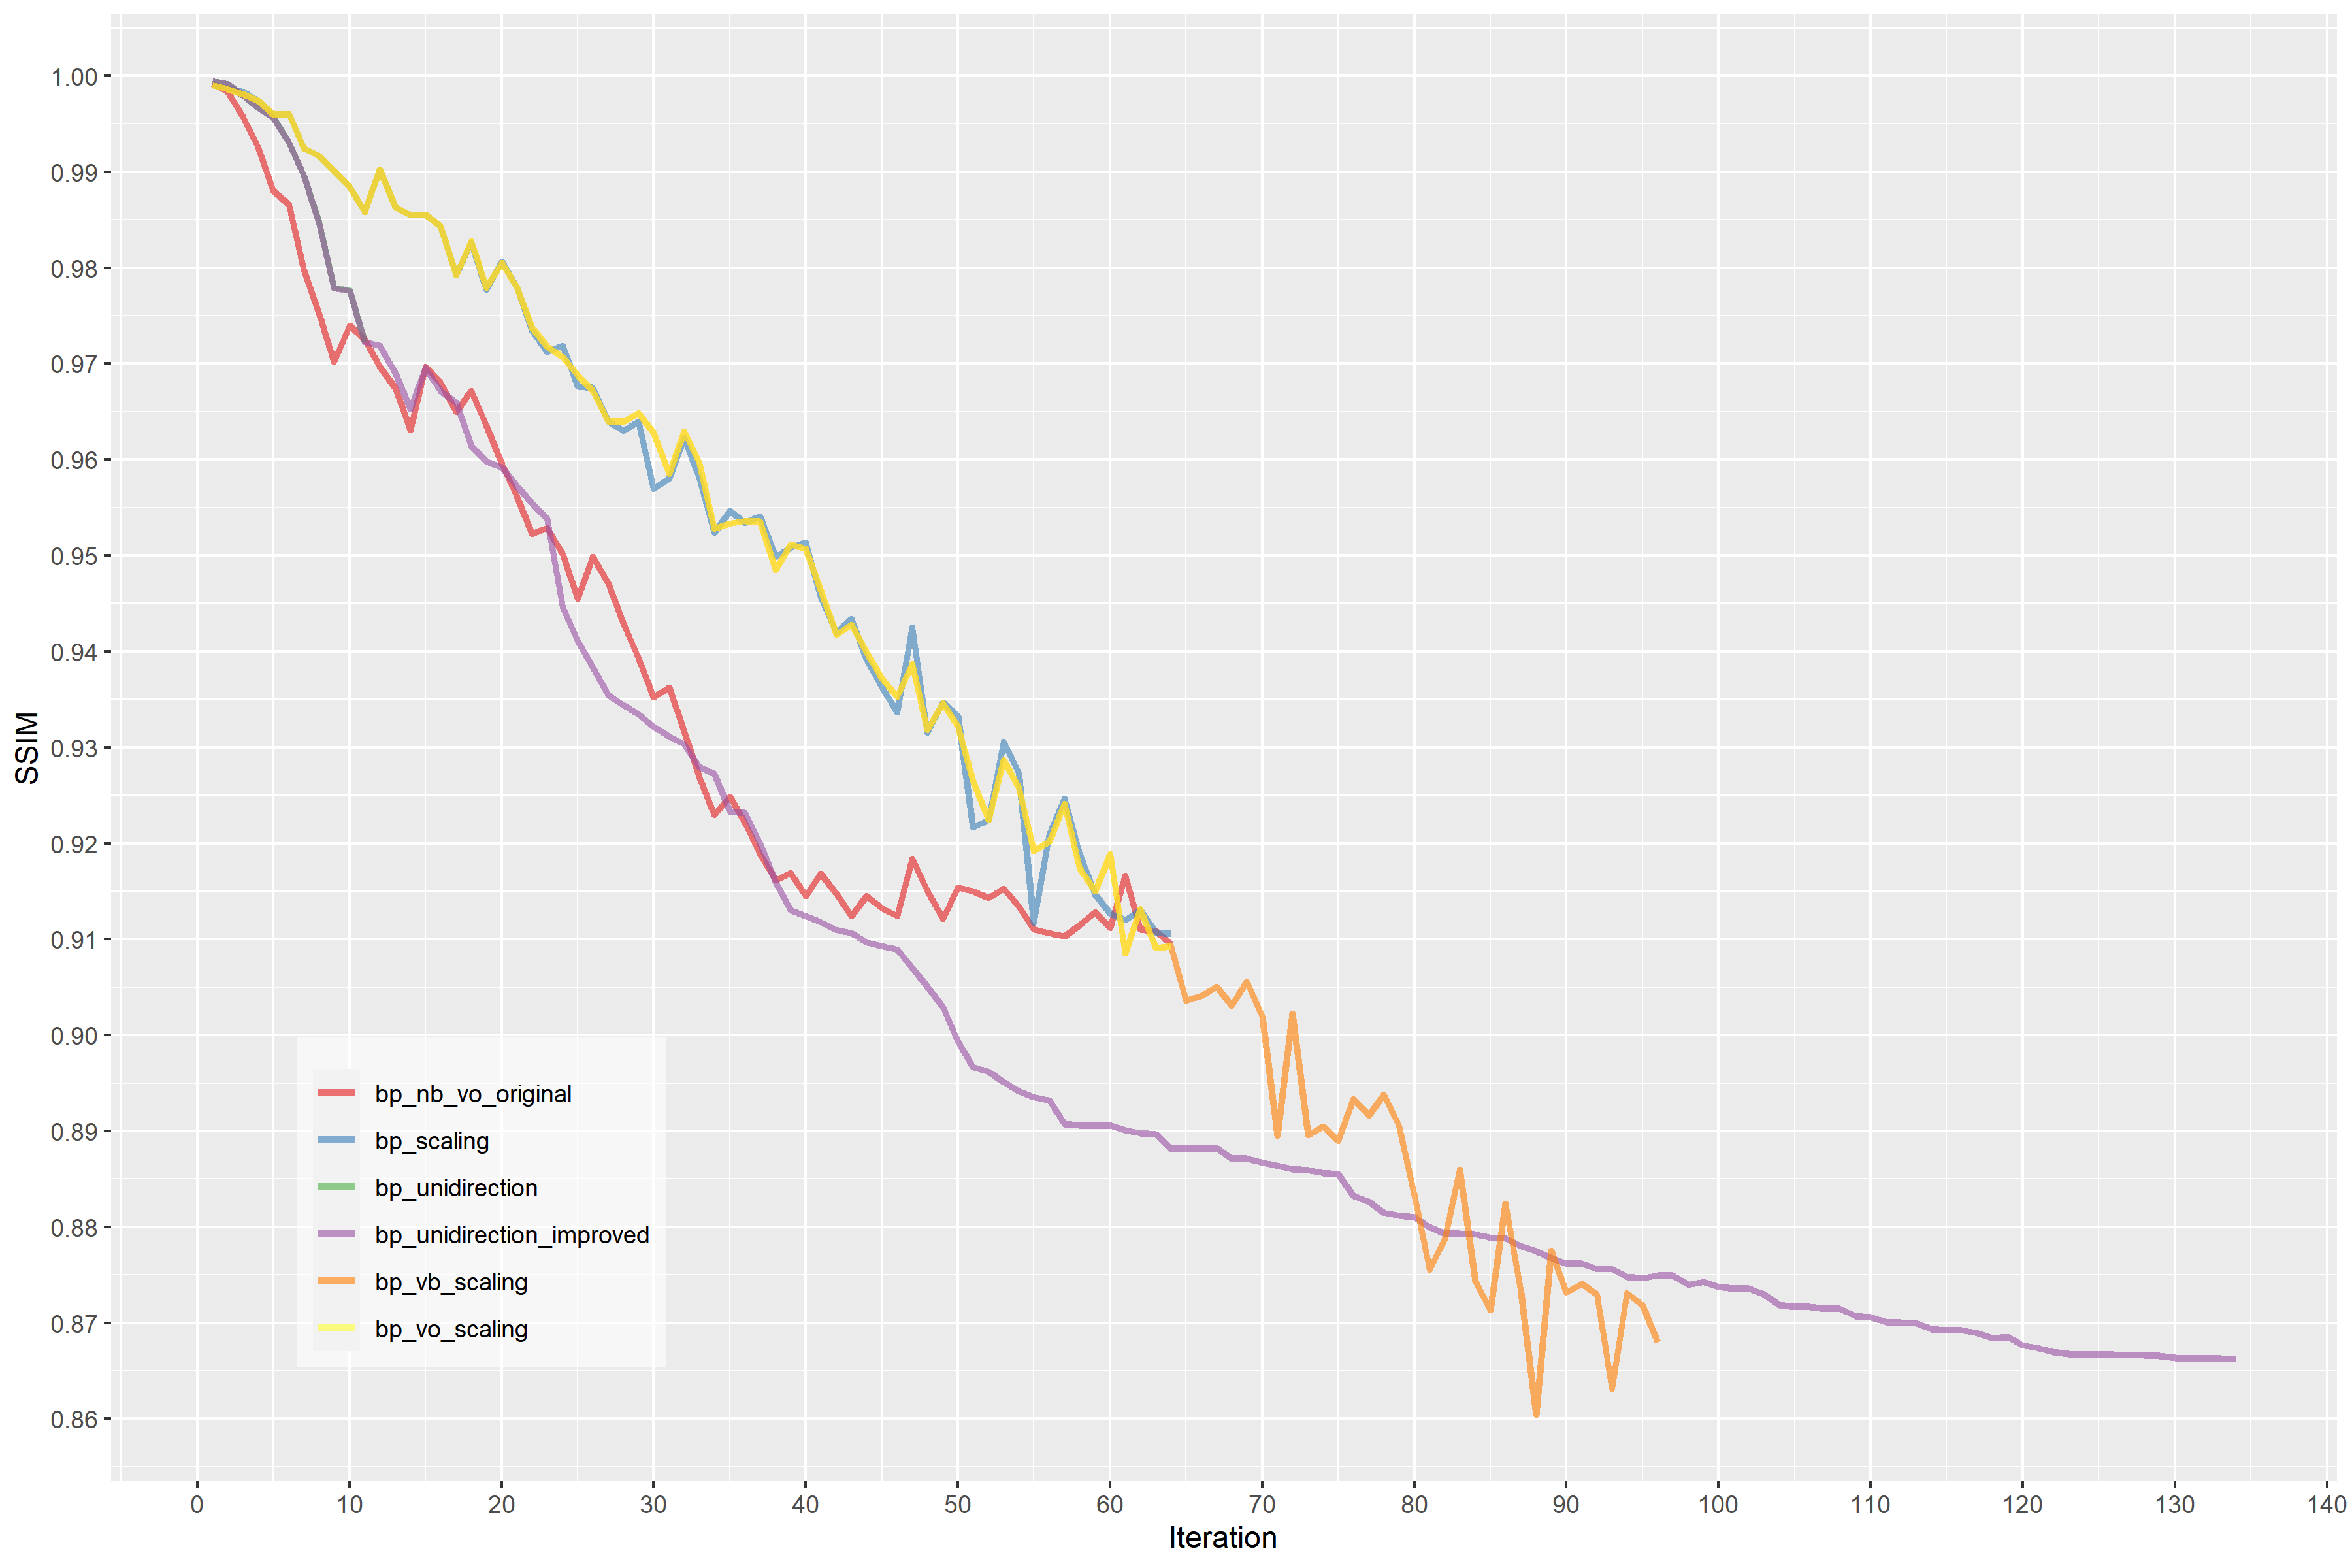 1.00
0.99
0.98
0.97
0.96
0.95
0.94
0.93
0.92
0.91
0.90
0.89
0.88
0.87
0.86
SSIM
bp_nb_vo_original
bp_scaling
bp_unidirection
bp_unidirection_improved
bp_vb_scaling
bp_vo_scaling
0 10 20 30 40 50 60 70 80 90 100 110 120 130 140
Iteration